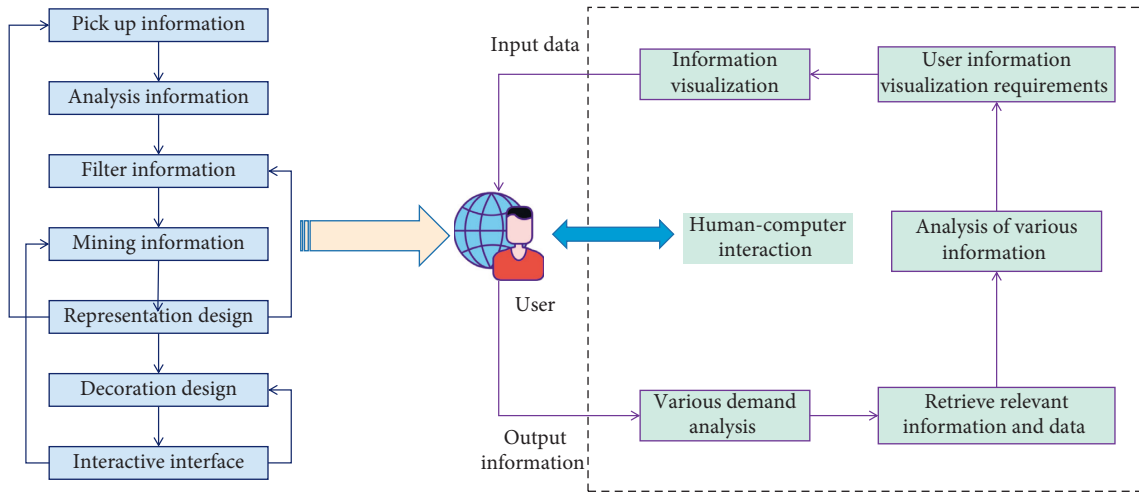 Pick up information
Analysis information
Filter information
Mining information
Representation design
Decoration design
Interactive interface
Input data
User
Output
information
Information
visualization
User information
visualization requirements
Human-computer
interaction
Analysis of various
information
Various demand
analysis
Retrieve relevant
information and data